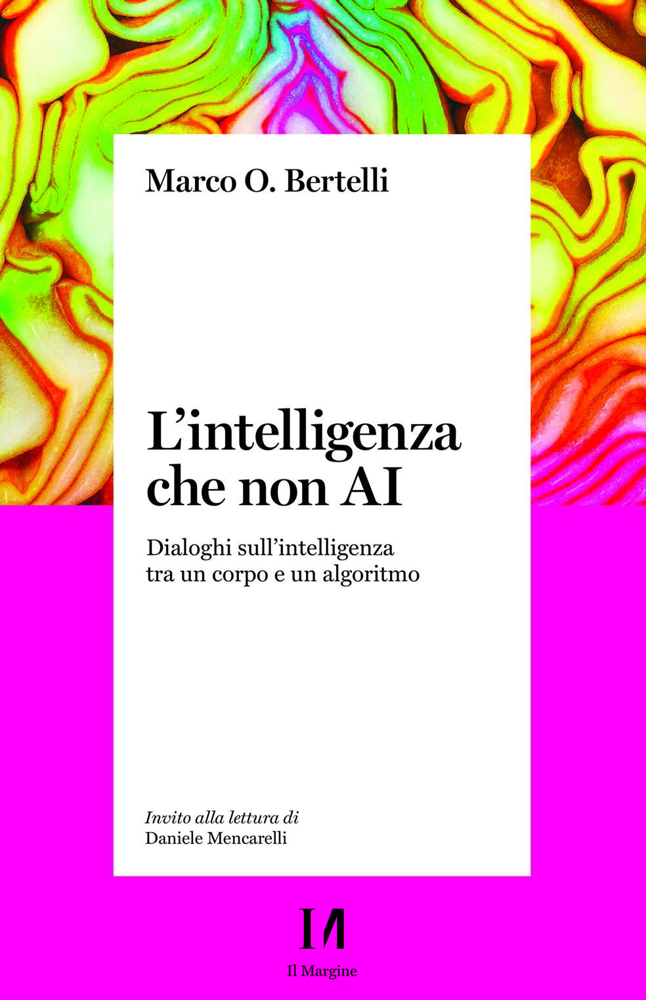 Marco O. Bertelli
L’intelligenza
che non AI
Dialoghi sull’intelligenza
tra un corpo e un algoritmo
Invito alla lettura di
Daniele Mencarelli
Il Margine